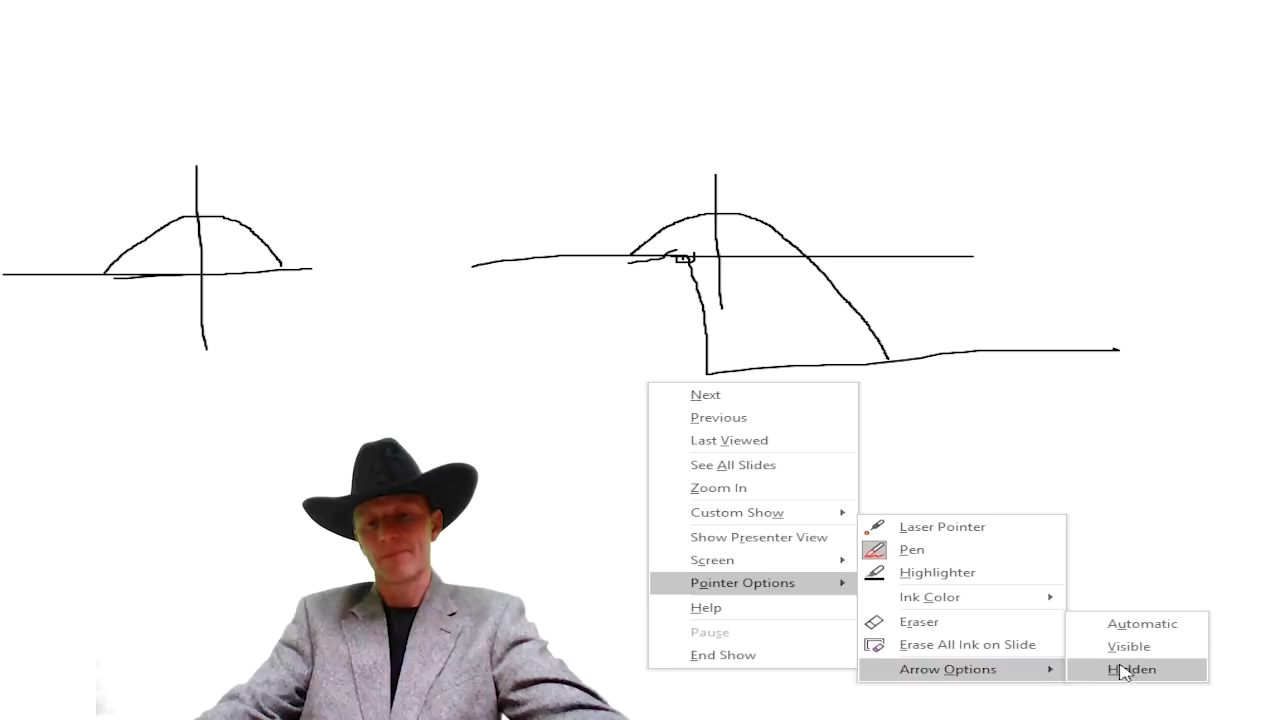 Next
Previous
Last Viewed
See All Slides
Zoom In
Custom Show
Show Presenter View
Screen
Pointer Options
Help
Pause
End Show
Laser Pointer
Pen
Highlighter
Ink Color
Eraser
Erase All Ink on Slide
Arrow Options
Automatic
Visible
Hidden